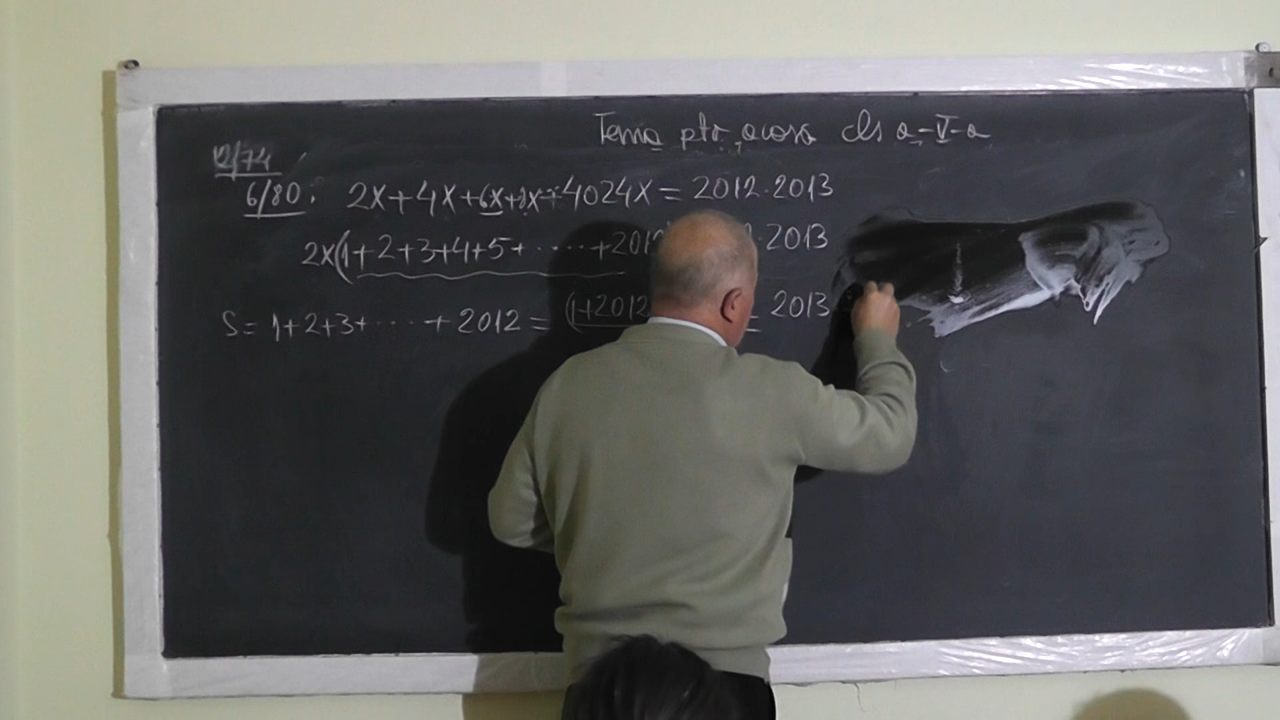 Tema ptr. acasa cls a-V-a
12/74
6/80: 2x+4x+6x+8x+4024x = 2012·2013
2x(1+2+3+4+5+.....+2012 ·2013
S= 1+2+3+....+2012 = (1+2012 = 2013